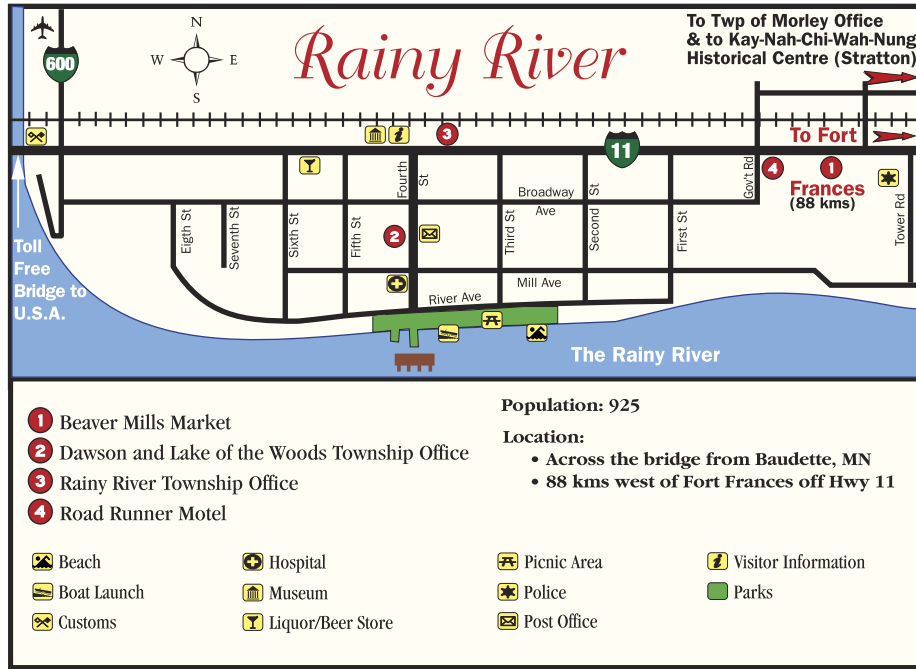 N
W E
S
600
Rainy River
To Twp of Morley Office
& to Kay-Nah-Chi-Wah-Nung
Historical Centre (Stratton)
3
11
To Fort
Frances
(88 kms)
4
1
Fourth
St
Broadway
Ave
Gov't Rd
Eigth St
Seventh St
Sixth St
Fifth St
2
Third St
Second
St
First St
Tower Rd
Toll
Free
Bridge to
U.S.A.
River Ave
Mill Ave
The Rainy River
1 Beaver Mills Market
2 Dawson and Lake of the Woods Township Office
3 Rainy River Township Office
4 Road Runner Motel
Population: 925
Location:
• Across the bridge from Baudette, MN
• 88 kms west of Fort Frances off Hwy 11
Beach
Boat Launch
Customs
Hospital
Museum
Liquor/Beer Store
Picnic Area
Police
Post Office
Visitor Information
Parks